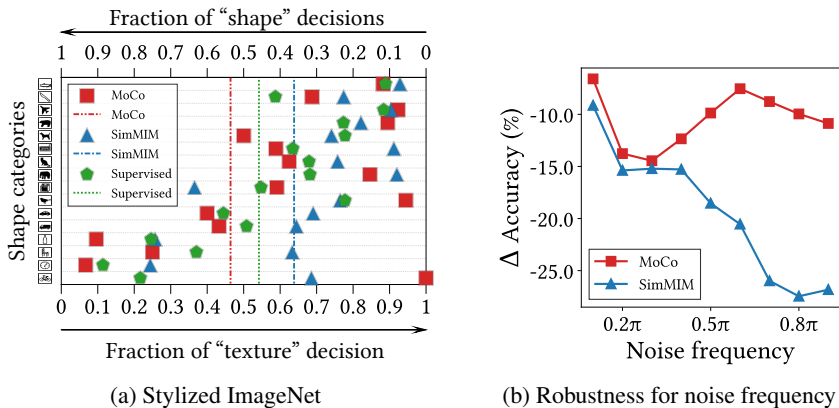 Fraction of “shape” decisions
1 0.9 0.8 0.7 0.6 0.5 0.4 0.3 0.2 0.1 0
Shape categories
MoCo
MoCo
SimMIM
SimMIM
Supervised
Supervised
0 0.1 0.2 0.3 0.4 0.5 0.6 0.7 0.8 0.9 1
Fraction of “texture” decision
(a) Stylized ImageNet
Δ Accuracy (%)
-10.0
-15.0
-20.0
-25.0
MoCo
SimMIM
0.2π 0.5π 0.8π
Noise frequency
(b) Robustness for noise frequency